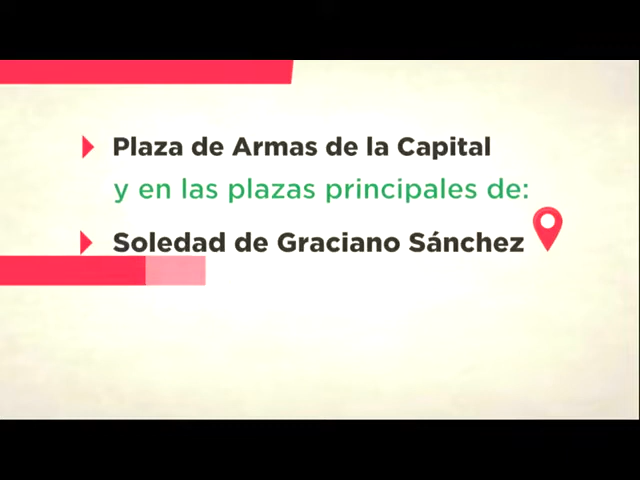 Plaza de Armas de la Capital
y en las plazas principales de:
Soledad de Graciano Sánchez